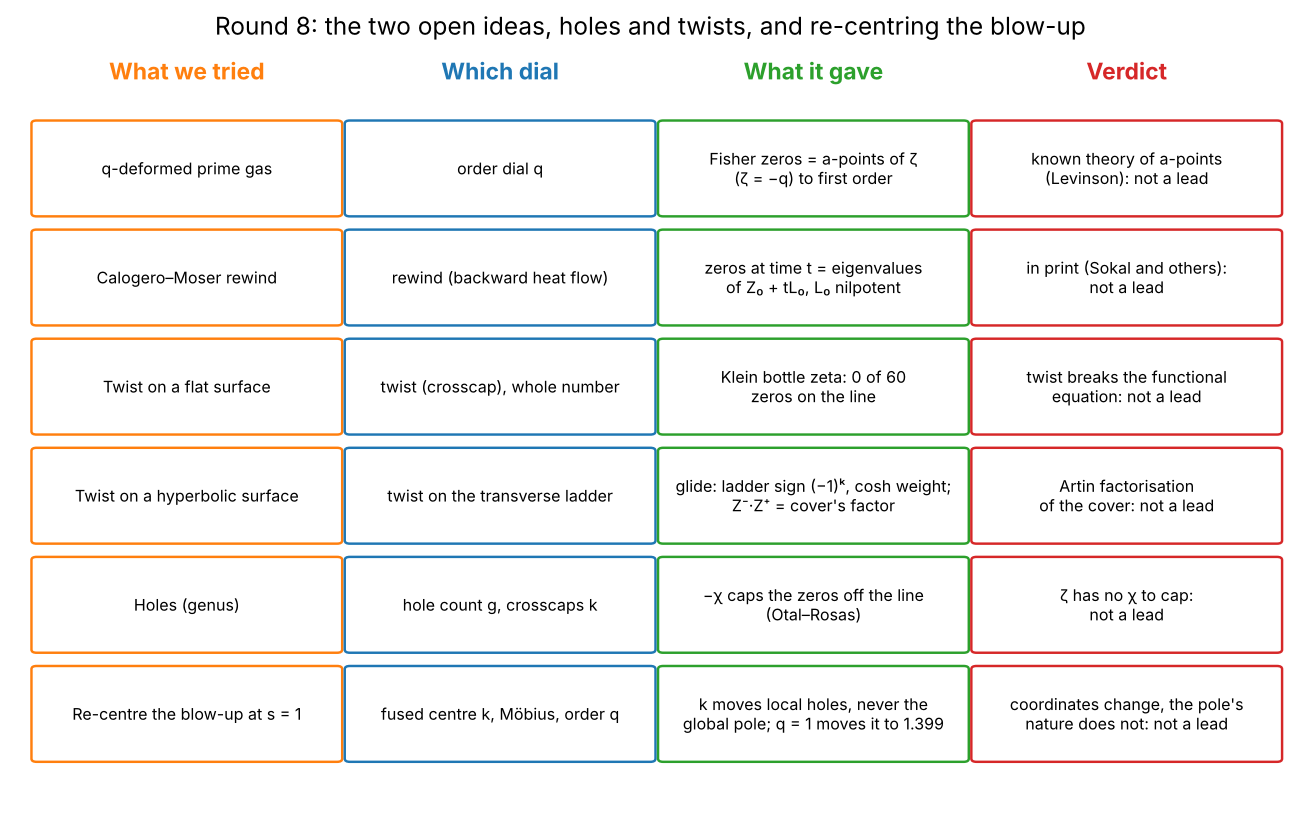 Round 8: the two open ideas, holes and twists, and re-centring the blow-up
What we tried
Which dial
What it gave
Verdict
q-deformed prime gas
order dial q
Fisher zeros = a-points of ζ
(ζ = −q) to first order
known theory of a-points
(Levinson): not a lead
Calogero–Moser rewind
rewind (backward heat flow)
zeros at time t = eigenvalues
of Z₀ + tL₀, L₀ nilpotent
in print (Sokal and others):
not a lead
Twist on a flat surface
twist (crosscap), whole number
Klein bottle zeta: 0 of 60
zeros on the line
twist breaks the functional
equation: not a lead
Twist on a hyperbolic surface
twist on the transverse ladder
glide: ladder sign (−1)ᵏ, cosh weight;
Z⁻·Z⁺ = cover's factor
Artin factorisation
of the cover: not a lead
Holes (genus)
hole count g, crosscaps k
−χ caps the zeros off the line
(Otal–Rosas)
ζ has no χ to cap:
not a lead
Re-centre the blow-up at s = 1
fused centre k, Möbius, order q
k moves local holes, never the
global pole; q = 1 moves it to 1.399
coordinates change, the pole's
nature does not: not a lead